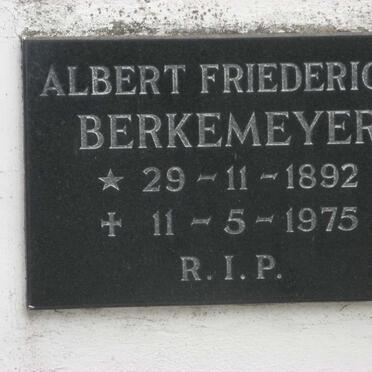 ALBERT FRIEDERIC
BERKEMEYER
★ 29 - 11 - 1892
✝ 11 - 5 - 1975
R. I. P.